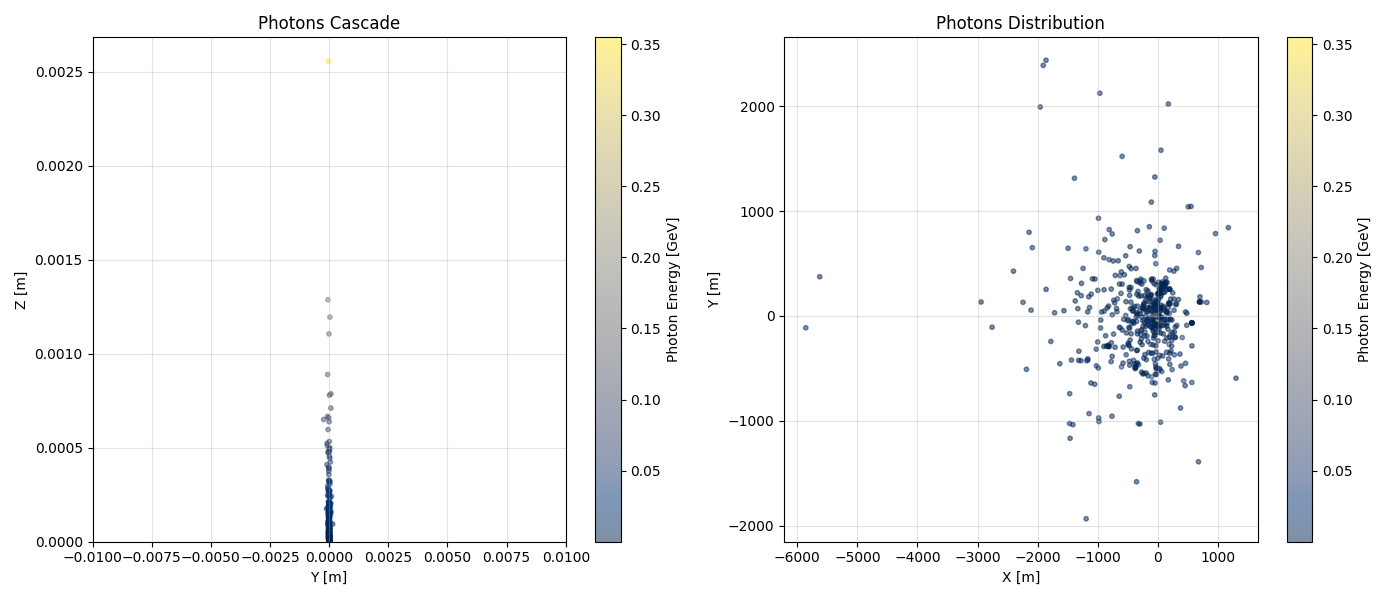 Photons Cascade
0.0025
0.0020
0.0015
0.0010
0.0005
0.0000
−0.0100 −0.0075 −0.0050 −0.0025 0.0000 0.0025 0.0050 0.0075 0.0100
Y [m]
Z [m]
0.35
0.30
0.25
0.20
0.15
0.10
0.05
Photon Energy [GeV]
Photons Distribution
2000
1000
0
−1000
−2000
−6000 −5000 −4000 −3000 −2000 −1000 0 1000
X [m]
Y [m]
0.35
0.30
0.25
0.20
0.15
0.10
0.05
Photon Energy [GeV]